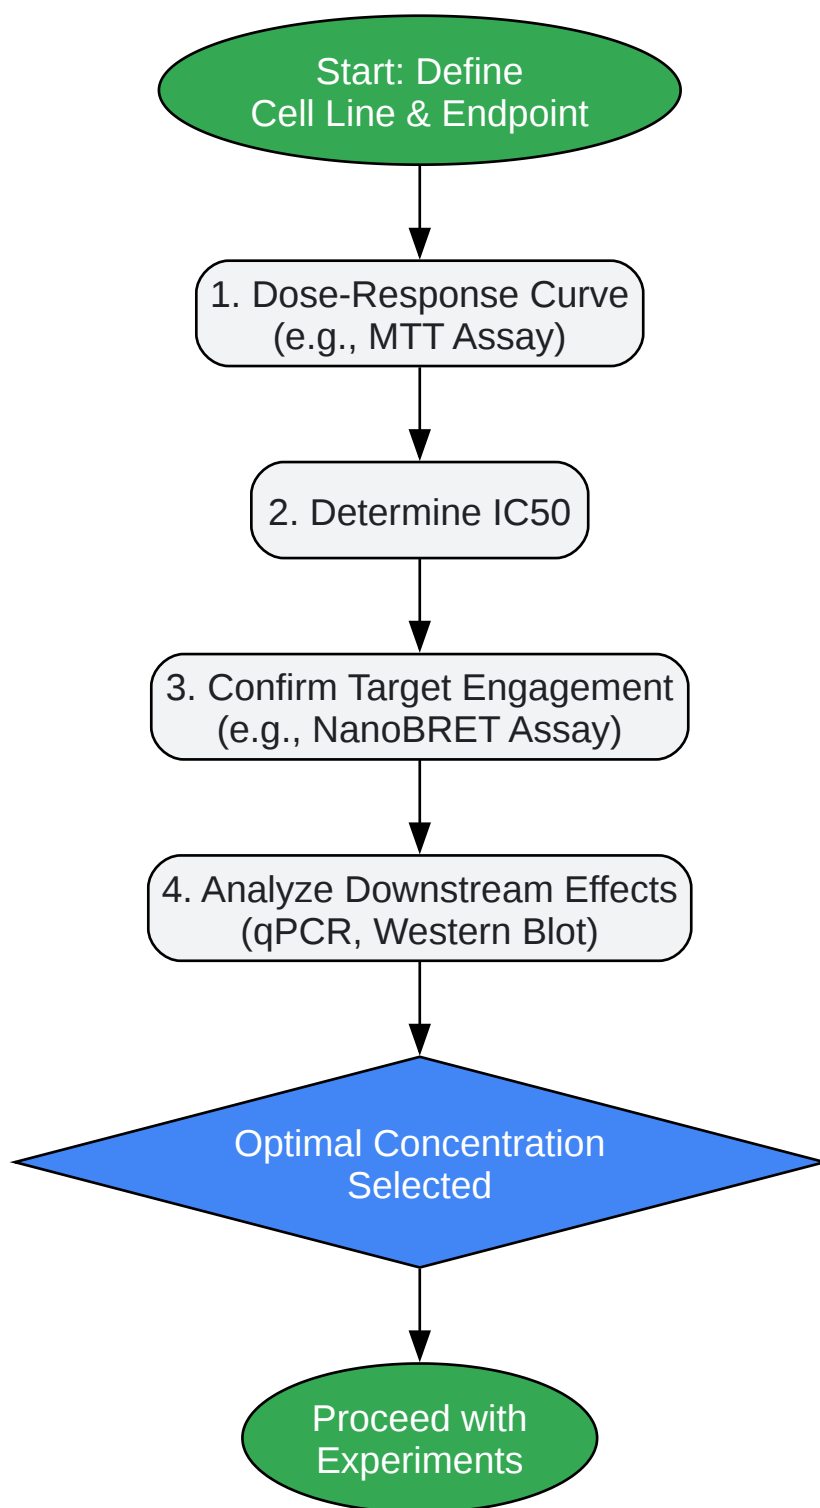 Start: Define
Cell Line & Endpoint
1. Dose-Response Curve
(e.g., MTT Assay)
2. Determine IC50
3. Confirm Target Engagement
(e.g., NanoBRET Assay)
4. Analyze Downstream Effects
(qPCR, Western Blot)
Optimal Concentration
Selected
Proceed with
Experiments